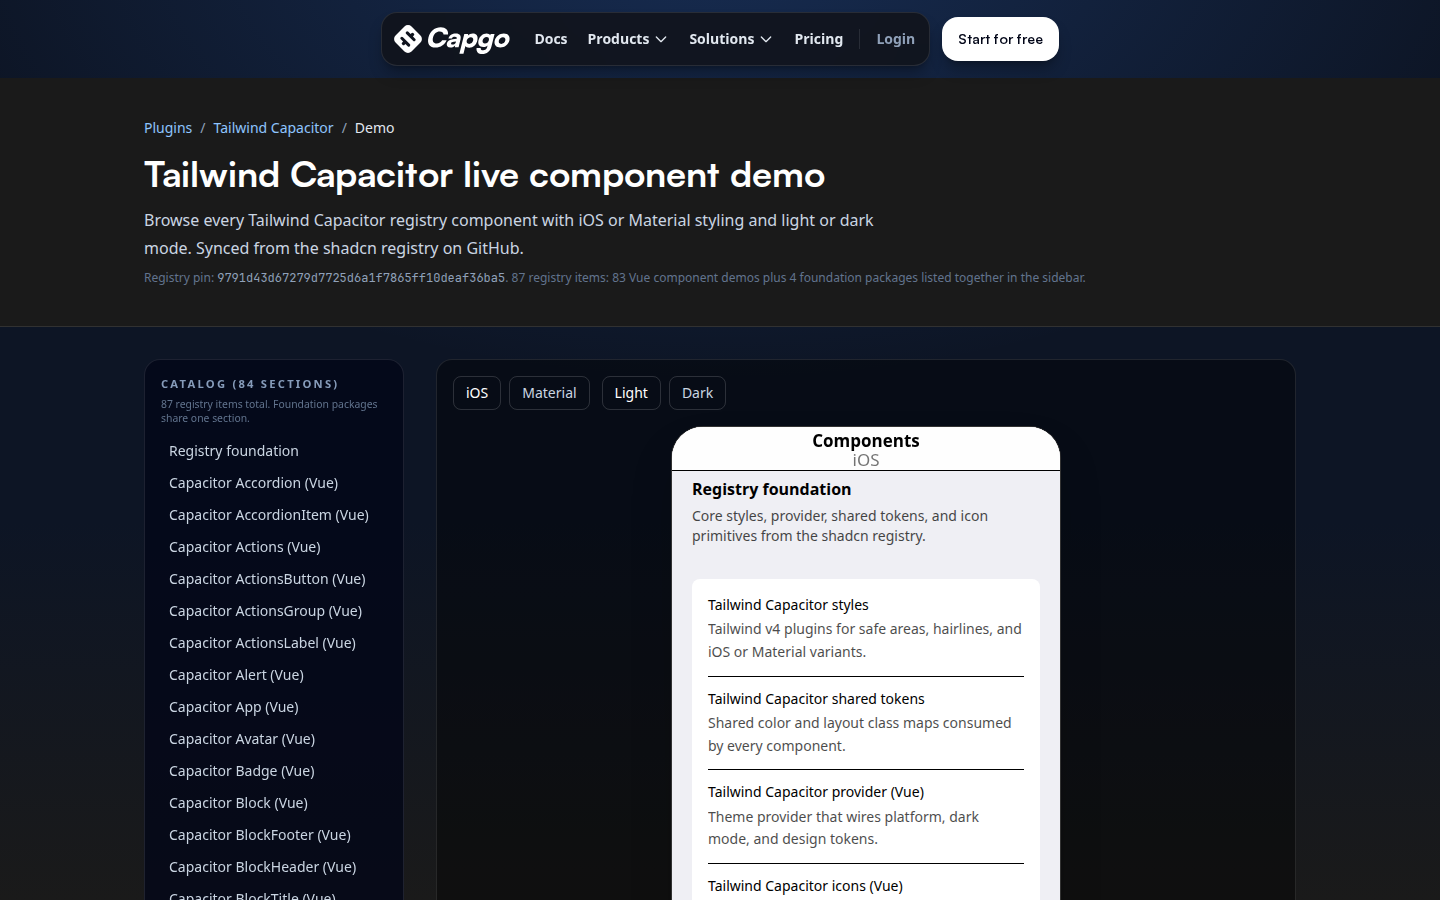 Capgo
Docs
Products
Solutions
Pricing
Login
Start for free
Plugins / Tailwind Capacitor / Demo
Tailwind Capacitor live component demo
Browse every Tailwind Capacitor registry component with iOS or Material styling and light or dark
mode. Synced from the shadcn registry on GitHub.
Registry pin: 9791d43d67279d7725d6a1f7865ff10deaf36ba5. 87 registry items: 83 Vue component demos plus 4 foundation packages listed together in the sidebar.
CATALOG (84 SECTIONS)
87 registry items total. Foundation packages
share one section.
Registry foundation
Capacitor Accordion (Vue)
Capacitor AccordionItem (Vue)
Capacitor Actions (Vue)
Capacitor ActionsButton (Vue)
Capacitor ActionsGroup (Vue)
Capacitor ActionsLabel (Vue)
Capacitor Alert (Vue)
Capacitor App (Vue)
Capacitor Avatar (Vue)
Capacitor Badge (Vue)
Capacitor Block (Vue)
Capacitor BlockFooter (Vue)
Capacitor BlockHeader (Vue)
Capacitor BlockTitle (Vue)
iOS
Material
Light
Dark
Components
iOS
Registry foundation
Core styles, provider, shared tokens, and icon
primitives from the shadcn registry.
Tailwind Capacitor styles
Tailwind v4 plugins for safe areas, hairlines, and
iOS or Material variants.
Tailwind Capacitor shared tokens
Shared color and layout class maps consumed
by every component.
Tailwind Capacitor provider (Vue)
Theme provider that wires platform, dark
mode, and design tokens.
Tailwind Capacitor icons (Vue)